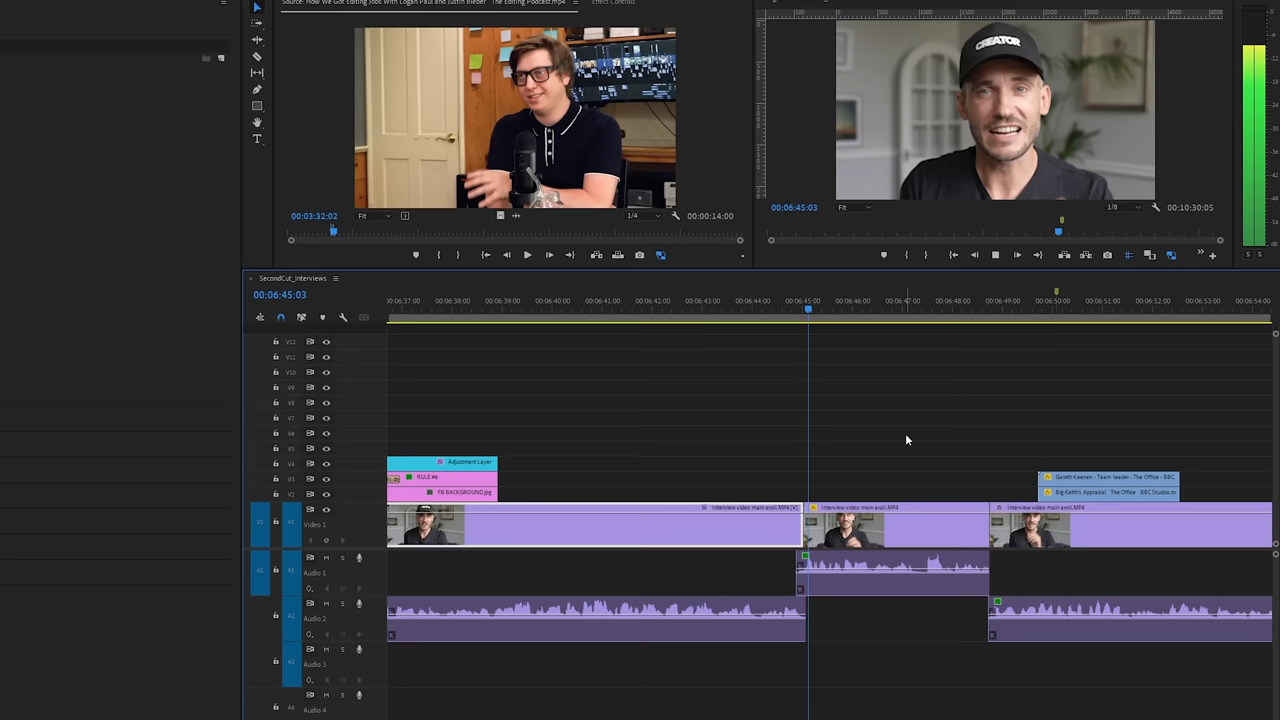 Source: How We Got Editing Jobs With Logan Paul and Justin Bieber The Editing Podcast.mp4
Effect Controls
CREATOR
00:03:32:02
Fit
1/4
00:00:14:00
00:06:45:03
Fit
1/8
00:10:30:05
SecondCut_Interviews
00:06:45:03
00:06:37:00
00:06:38:00
00:06:39:00
00:06:40:00
00:06:41:00
00:06:42:00
00:06:43:00
00:06:44:00
00:06:45:00
00:06:46:00
00:06:47:00
00:06:48:00
00:06:49:00
00:06:50:00
00:06:51:00
00:06:52:00
00:06:53:00
00:06:54:00
V12
V11
V10
V9
V8
V7
V6
V5
V4
Adjustment Layer
V3
RULE #6
Gareth Keenan - Team leader - The Office - BBC
V2
FB BACKGROUND.jpg
Big Keith's Appraisal The Office BBC Studios.m
V1
V1
Video 1
Interview video main aroll.MP4 [V]
Interview video main aroll.MP4
Interview video main aroll.MP4
A1
A1
M
S
Audio 1
A2
M
S
Audio 2
A3
M
S
Audio 3
A4
M
S
Audio 4
S S